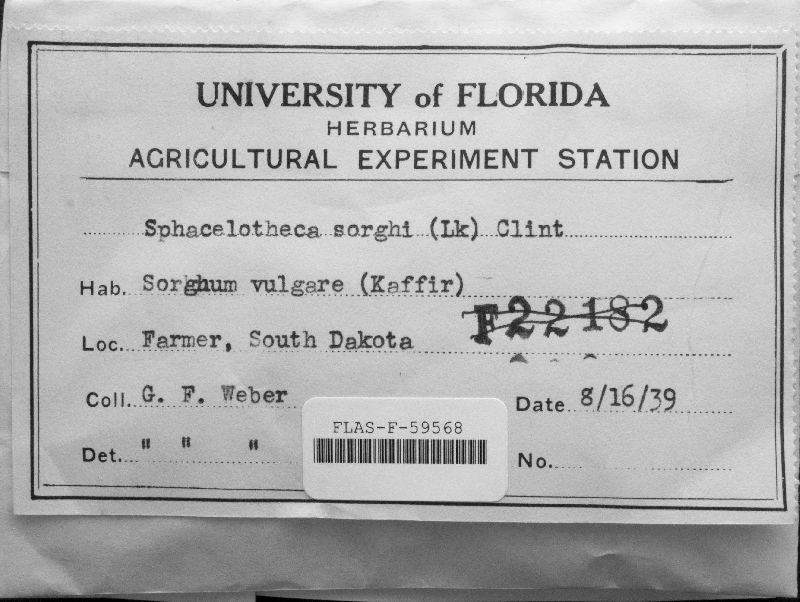 UNIVERSITY of FLORIDA
HERBARIUM
AGRICULTURAL EXPERIMENT STATION
Sphacelotheca sorghi (Lk) Clint
Hab. Sorghum vulgare (Kaffir)
F22182
Loc. Farmer, South Dakota
Coll. G. F. Weber
Date 8/16/39
Det. " " "
No.
FLAS-F-59568